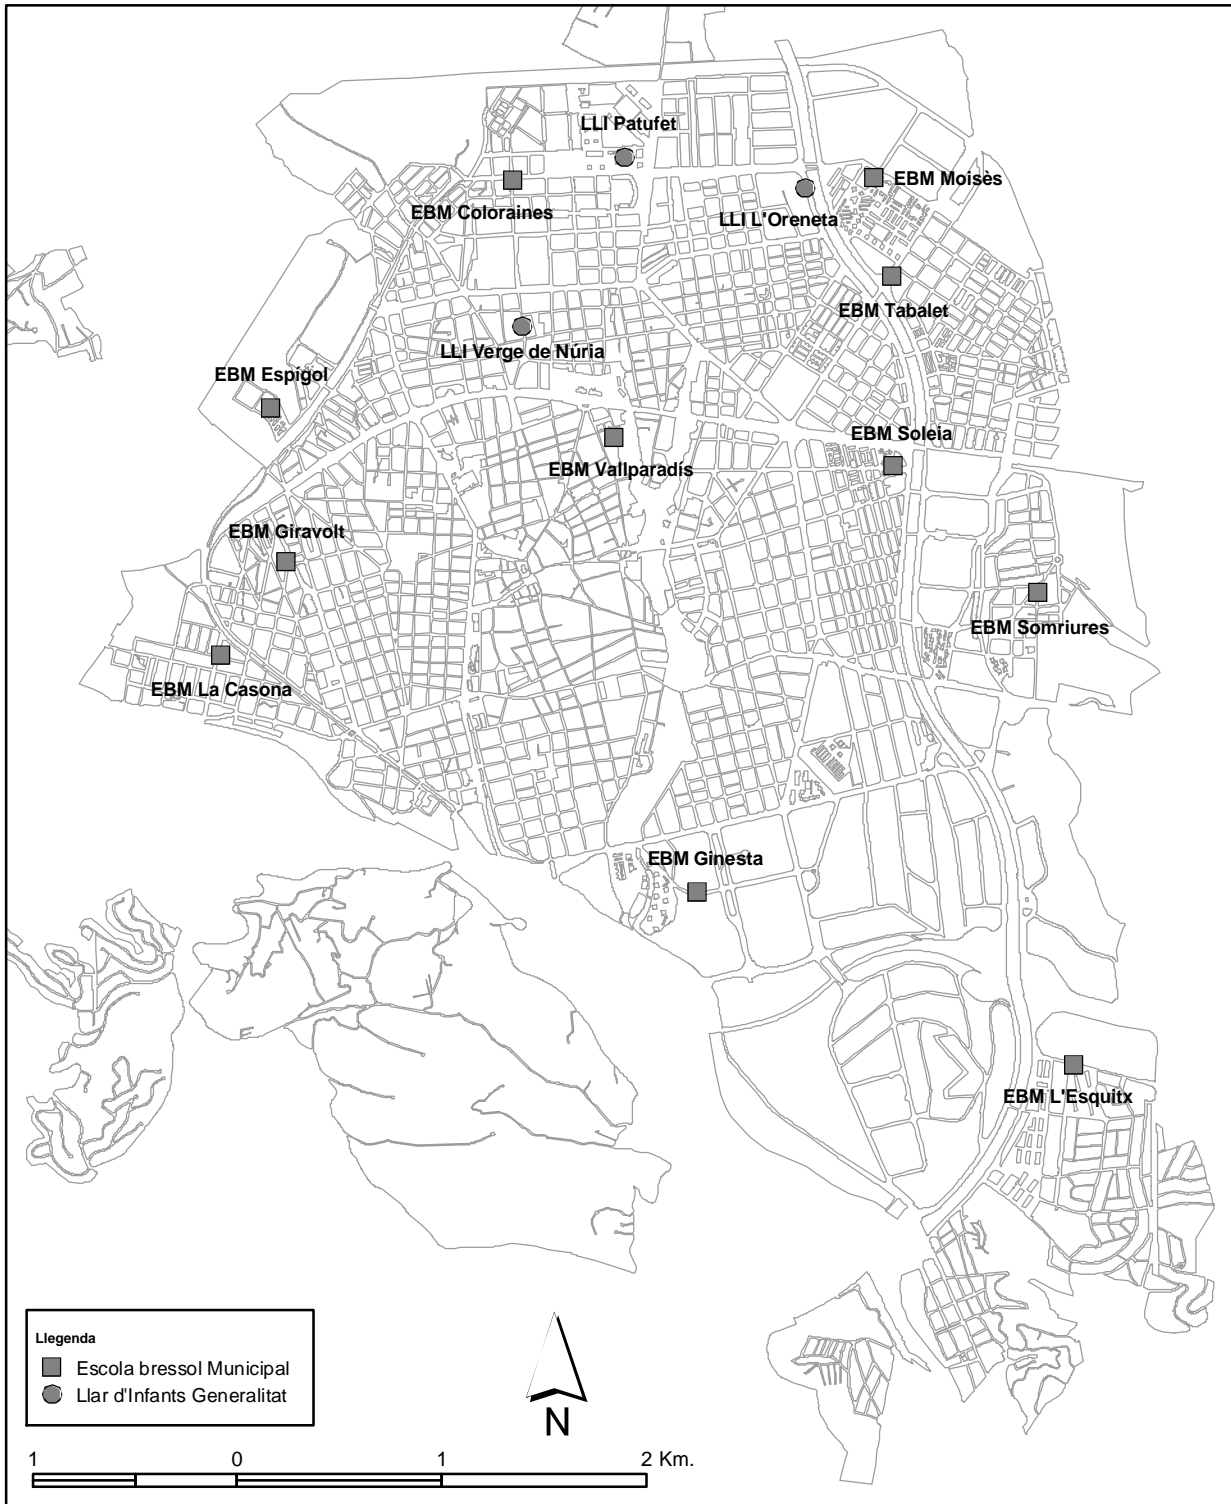 LLI Patufet
EBM Moisès
EBM Coloraines
LLI L'Oreneta
EBM Tabalet
LLI Verge de Núria
EBM Espígol
EBM Soleia
EBM Vallparadís
EBM Giravolt
EBM Somriures
EBM La Casona
EBM Ginesta
EBM L'Esquitx
Llegenda
Escola bressol Municipal
Llar d'Infants Generalitat
N
1 0 1 2 Km.